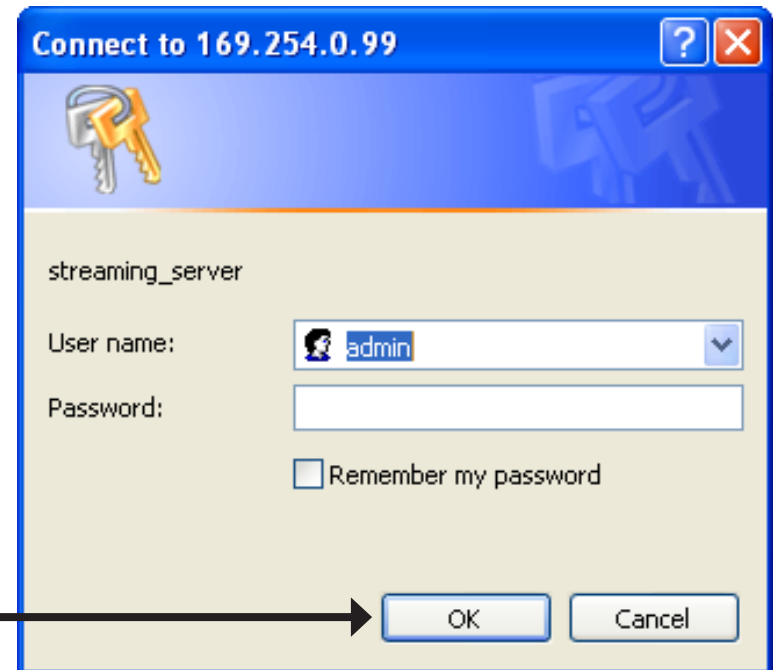 Connect to 169.254.0.99
streaming_server
User name: admin
Password:
Remember my password
OK Cancel